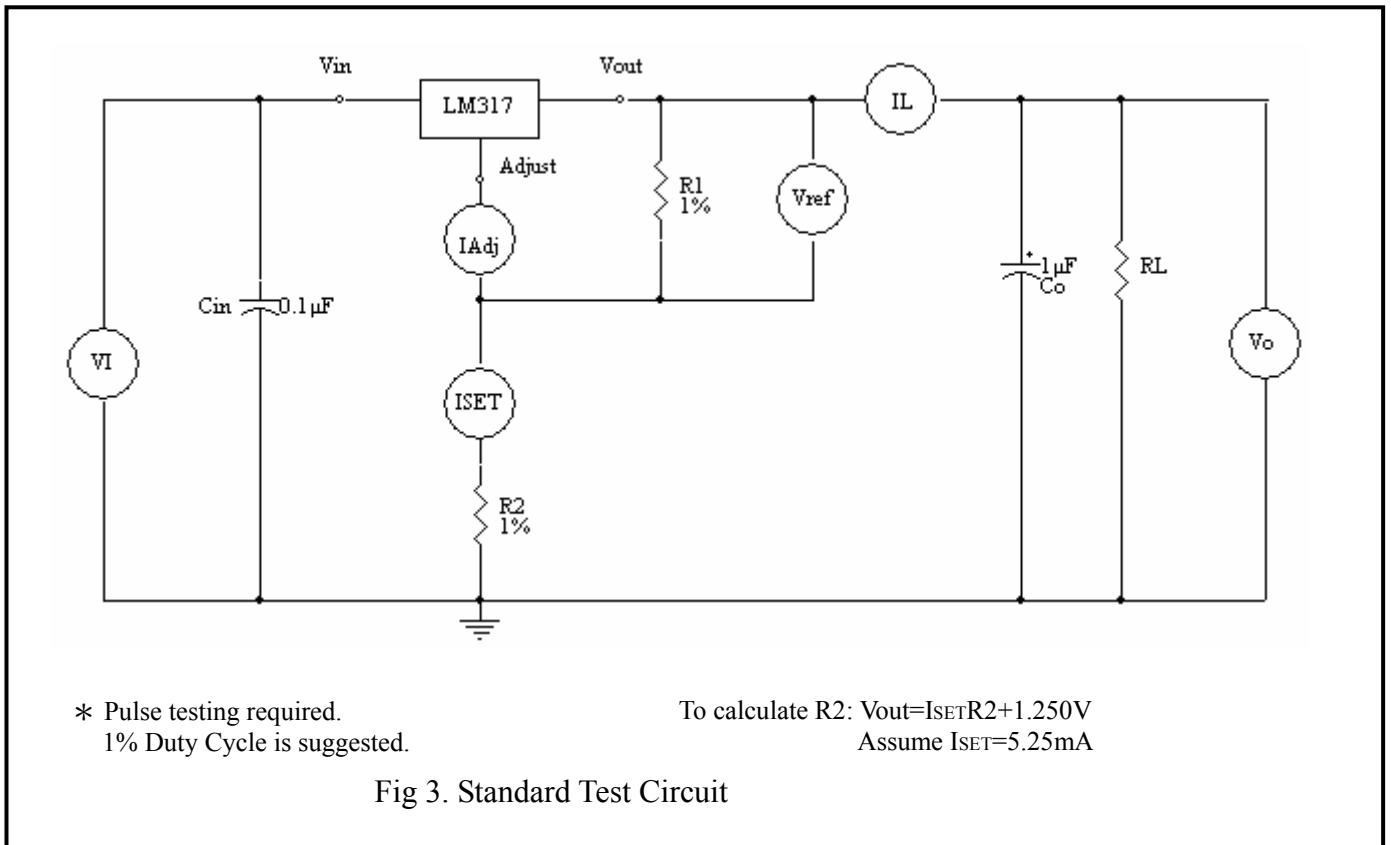 Vin
Vout
LM317
IL
Adjust
R1
1%
Vref
IAdj
1µF
Co
RL
Cin
0.1µF
VI
Vo
ISET
R2
1%
* Pulse testing required.
1% Duty Cycle is suggested.
To calculate R2: Vout=ISETR2+1.250V
Assume ISET=5.25mA
Fig 3. Standard Test Circuit